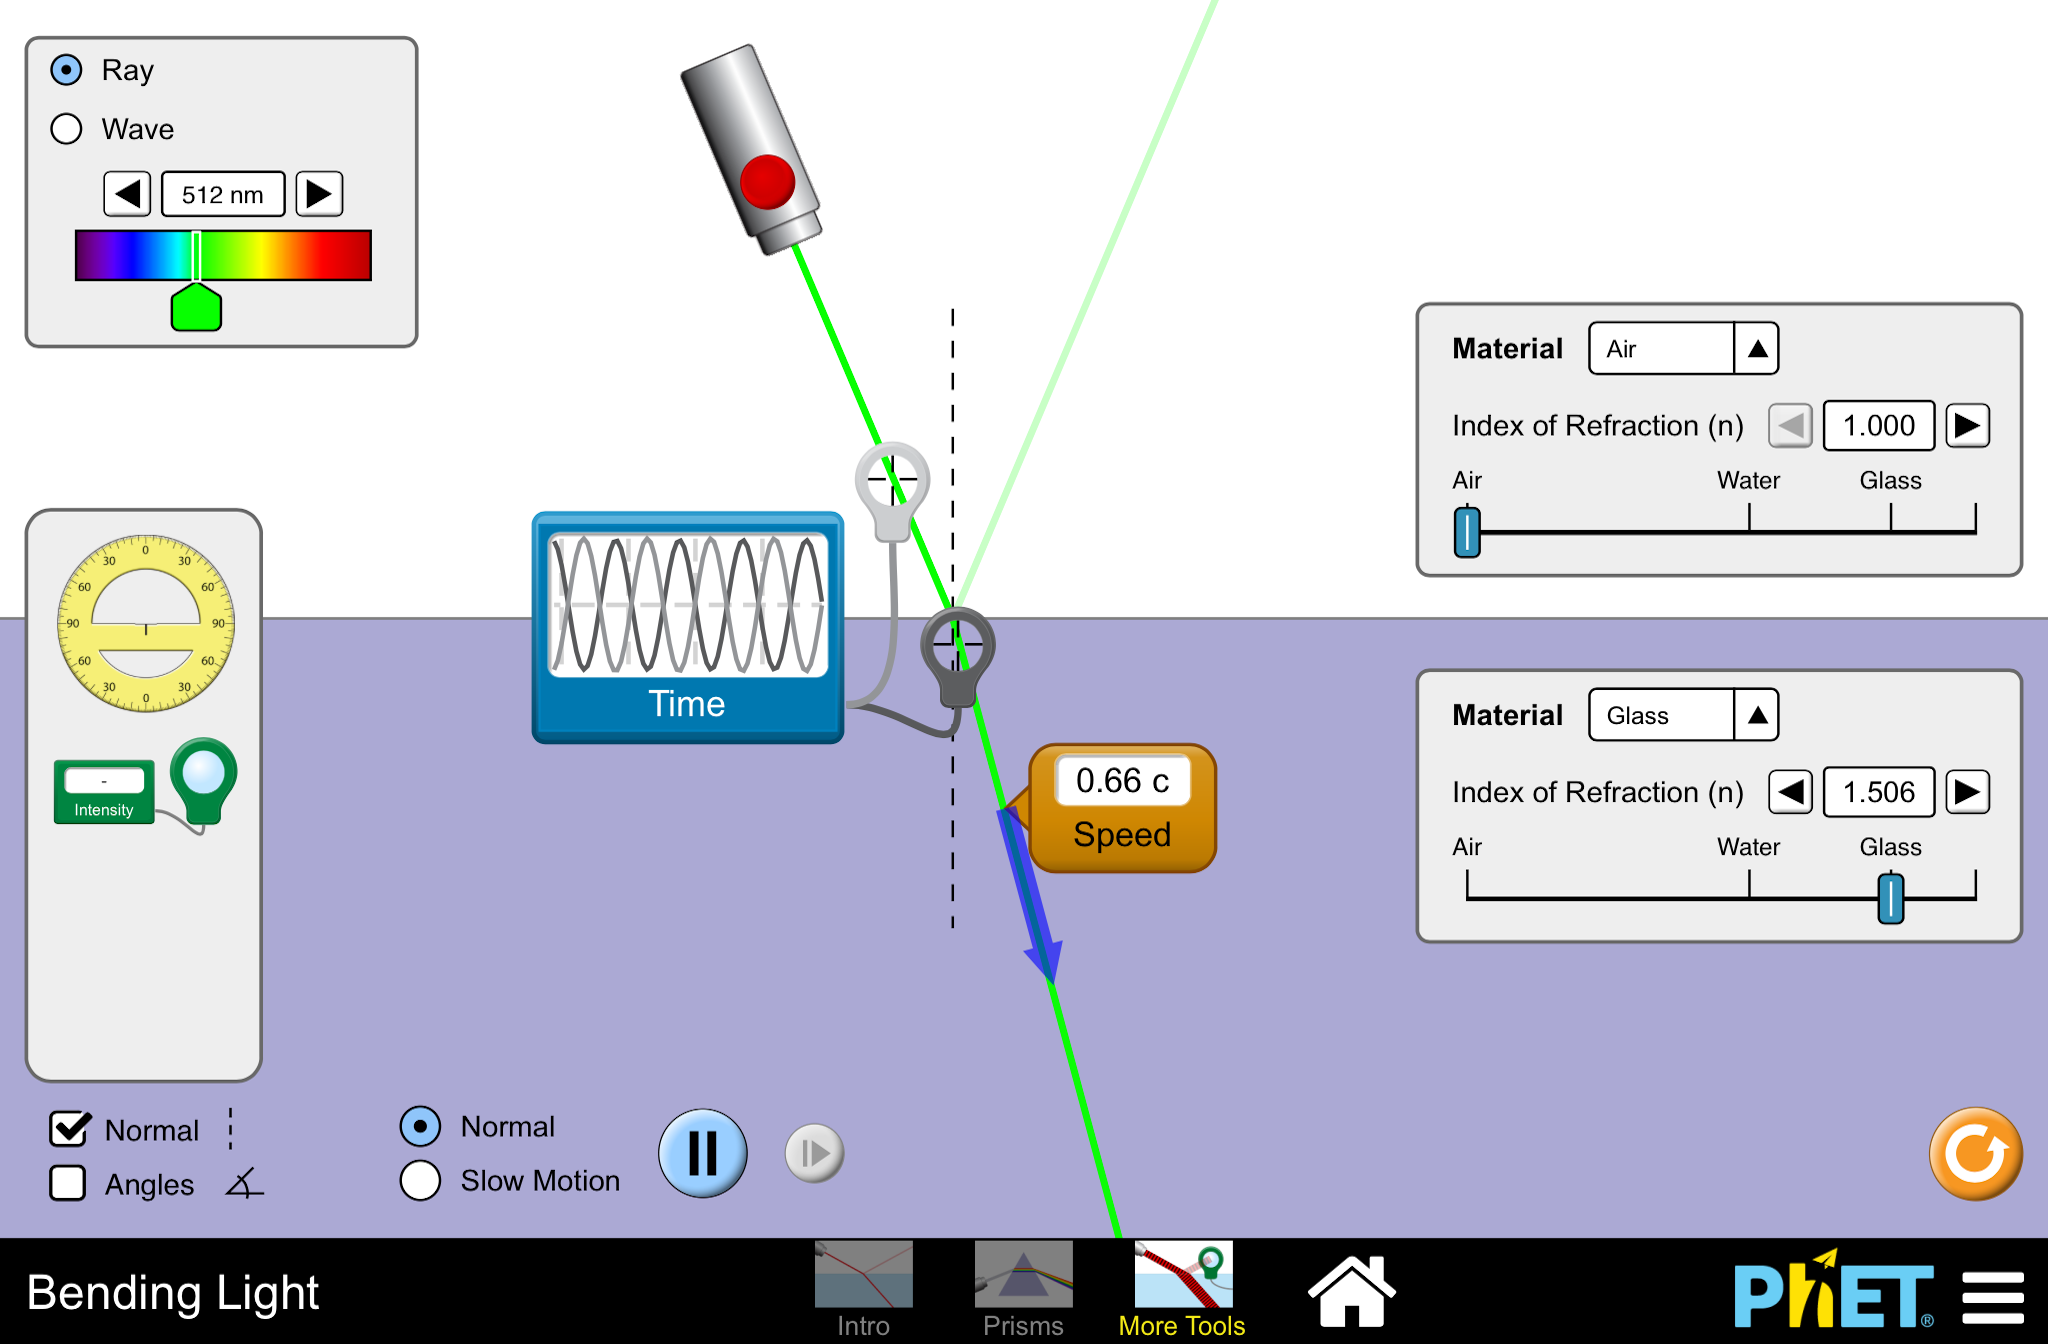 Ray
Wave
512 nm
Material
Air
Index of Refraction (n)
1.000
Air
Water
Glass
0
30
30
60
60
90
90
60
60
30
30
0
-
Intensity
Time
0.66 c
Speed
Material
Glass
Index of Refraction (n)
1.506
Air
Water
Glass
Normal
Angles
Normal
Slow Motion
Bending Light
Intro
Prisms
More Tools
PhET®